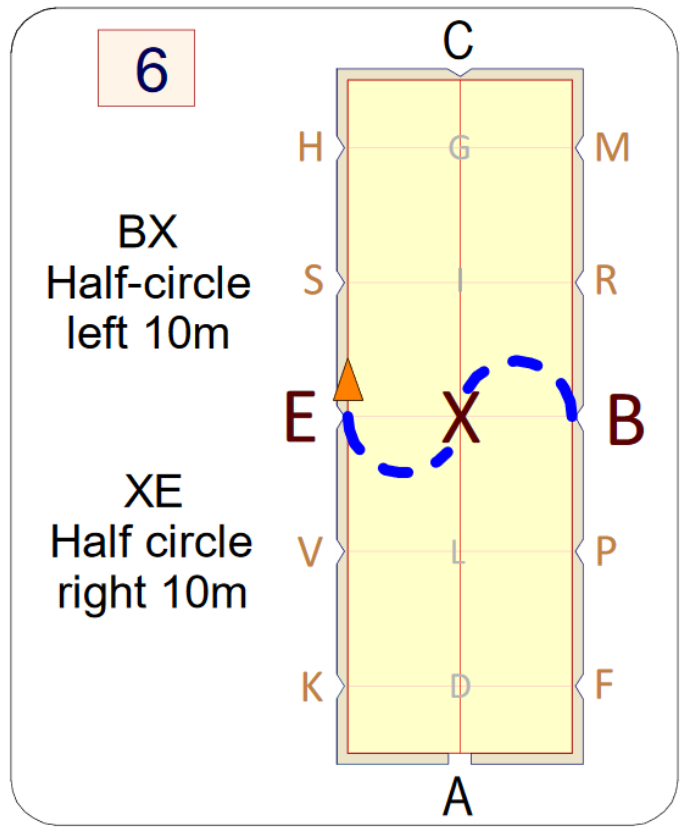 6
C
H G M
BX
Half-circle
left 10m
S I R
E X B
XE
Half circle
right 10m
V L P
K D F
A